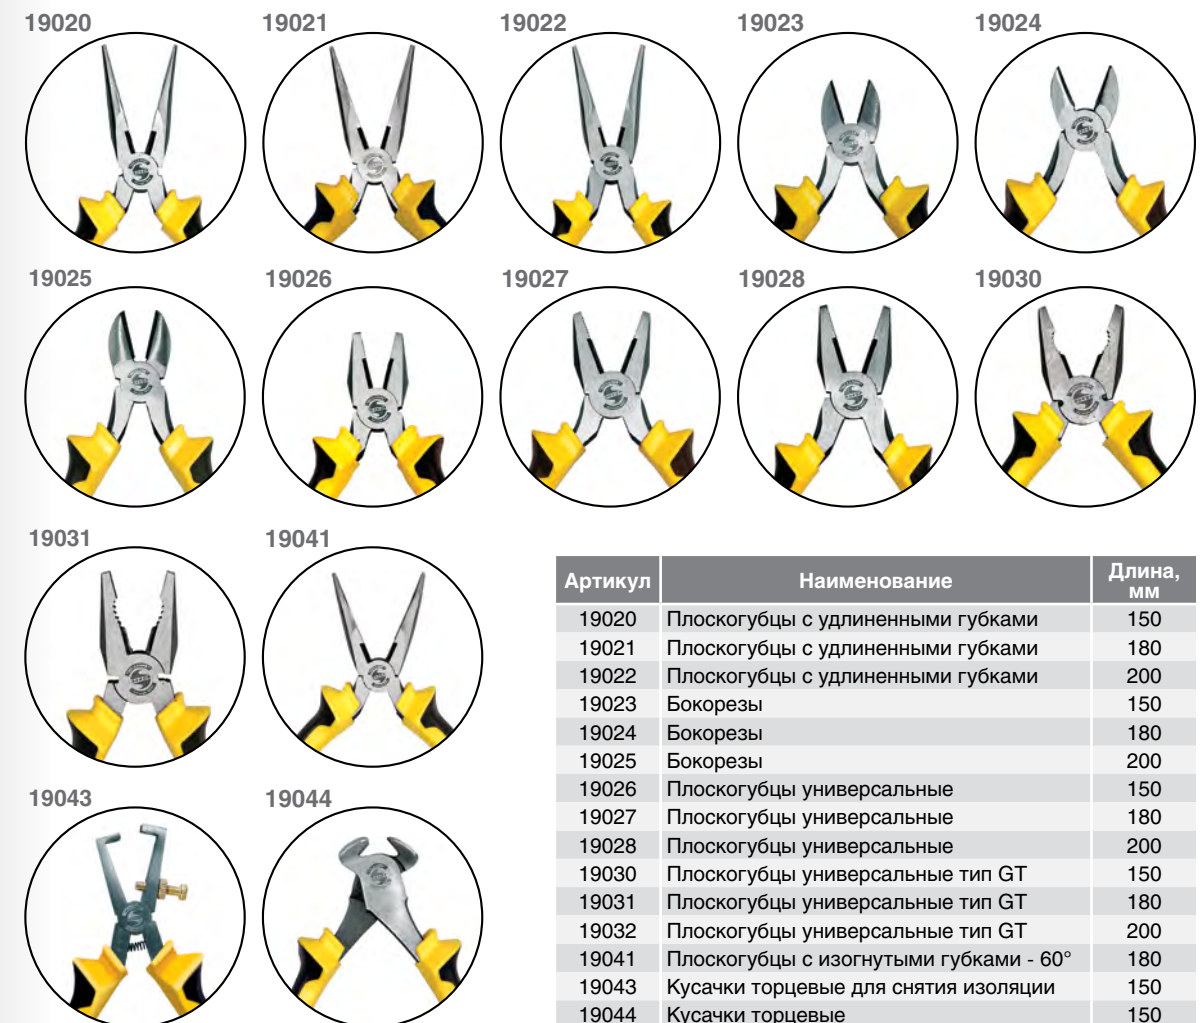 19020 19021 19022 19023 19024
19025 19026 19027 19028 19030
19031 19041
19043 19044
Артикул Наименование Длина, мм
19020 Плоскогубцы с удлиненными губками 150
19021 Плоскогубцы с удлиненными губками 180
19022 Плоскогубцы с удлиненными губками 200
19023 Бокорезы 150
19024 Бокорезы 180
19025 Бокорезы 200
19026 Плоскогубцы универсальные 150
19027 Плоскогубцы универсальные 180
19028 Плоскогубцы универсальные 200
19030 Плоскогубцы универсальные тип GT 150
19031 Плоскогубцы универсальные тип GT 180
19032 Плоскогубцы универсальные тип GT 200
19041 Плоскогубцы с изогнутыми губками - 60° 180
19043 Кусачки торцевые для снятия изоляции 150
19044 Кусачки торцевые 150